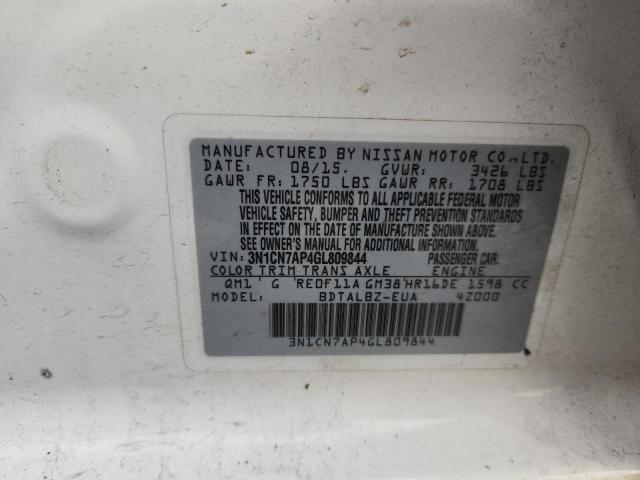 MANUFACTURED BY NISSAN MOTOR CO.,LTD.
DATE: 08/15. GVWR: 3426 LBS
GAWR FR: 1750 LBS GAWR RR: 1708 LBS
THIS VEHICLE CONFORMS TO ALL APPLICABLE FEDERAL MOTOR
VEHICLE SAFETY, BUMPER AND THEFT PREVENTION STANDARDS
IN EFFECT ON THE DATE OF MANUFACTURE SHOWN ABOVE.
SEE OWNER'S MANUAL FOR ADDITIONAL INFORMATION.
VIN: 3N1CN7AP4GL809844 PASSENGER CAR.
COLOR TRIM TRANS AXLE ENGINE
QM1 ' G 'RE0F11A GM38'HR16DE 1598 CC
MODEL: BDTALBZ-EUA 4Z000
3N1CN7AP4GL809844